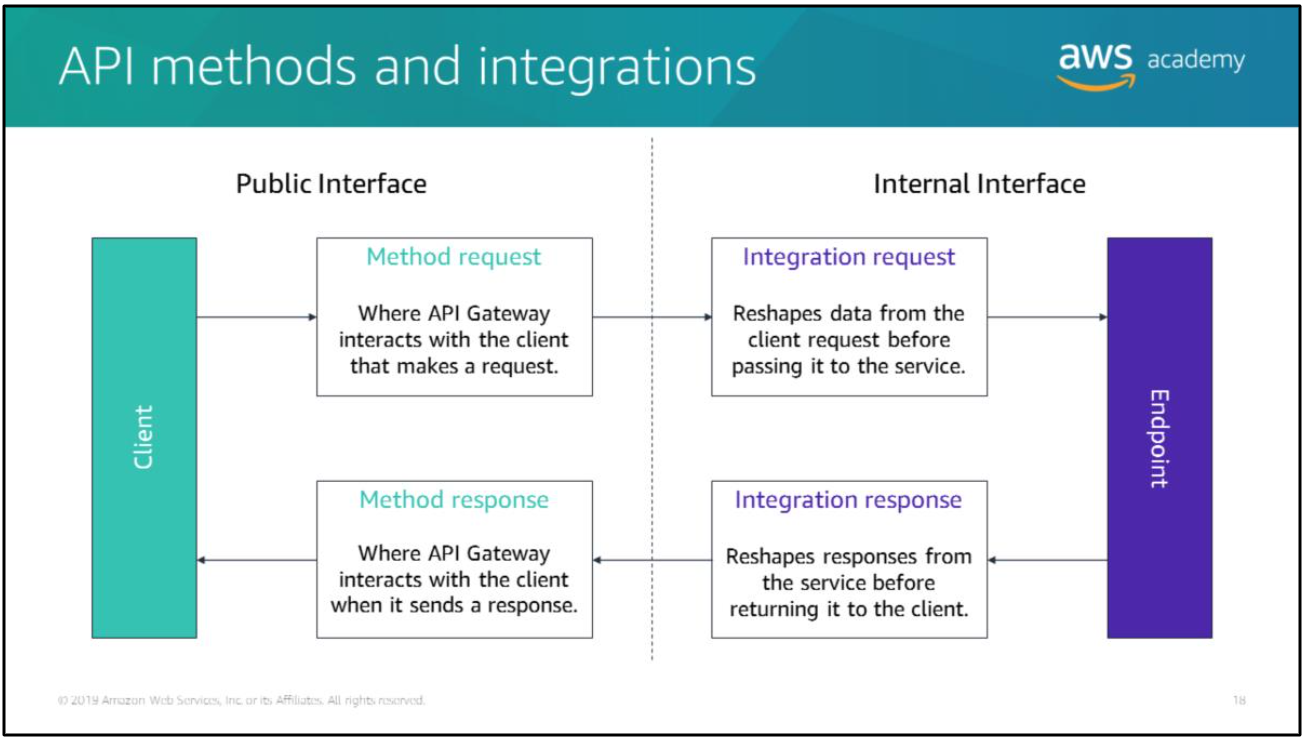 API methods and integrations
aws academy
Public Interface
Internal Interface
Client
Method request
Where API Gateway
interacts with the client
that makes a request.
Integration request
Reshapes data from the
client request before
passing it to the service.
Endpoint
Method response
Where API Gateway
interacts with the client
when it sends a response.
Integration response
Reshapes responses from
the service before
returning it to the client.
© 2019 Amazon Web Services, Inc. or its Affiliates. All rights reserved.
18